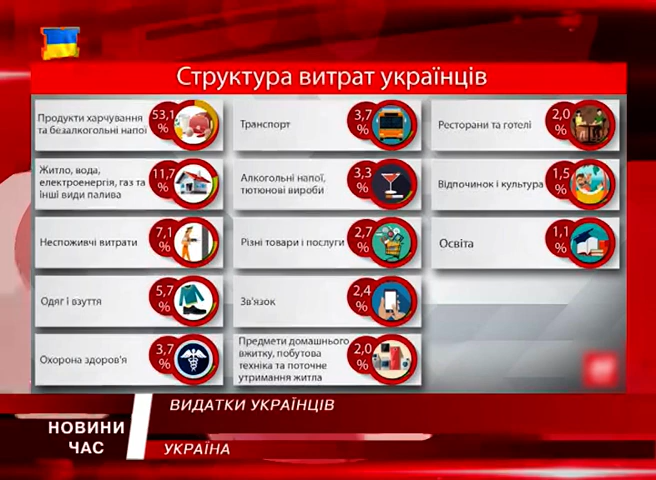 Структура витрат українців
Продукти харчування
та безалкогольні напої
53,1
%
Житло, вода,
електроенергія, газ та
інші види палива
11,7
%
Неспоживчі витрати
7,1
%
Одяг і взуття
5,7
%
Охорона здоров'я
3,7
%
Транспорт
3,7
%
Алкогольні напої,
тютюнові вироби
3,3
%
Різні товари і послуги
2,7
%
Зв'язок
2,4
%
Предмети домашнього
вжитку, побутова
техніка та поточне
утримання житла
2,0
%
Ресторани та готелі
2,0
%
Відпочинок і культура
1,5
%
Освіта
1,1
%
НОВИНИ
ЧАС
ВИДАТКИ УКРАЇНЦІВ
УКРАЇНА